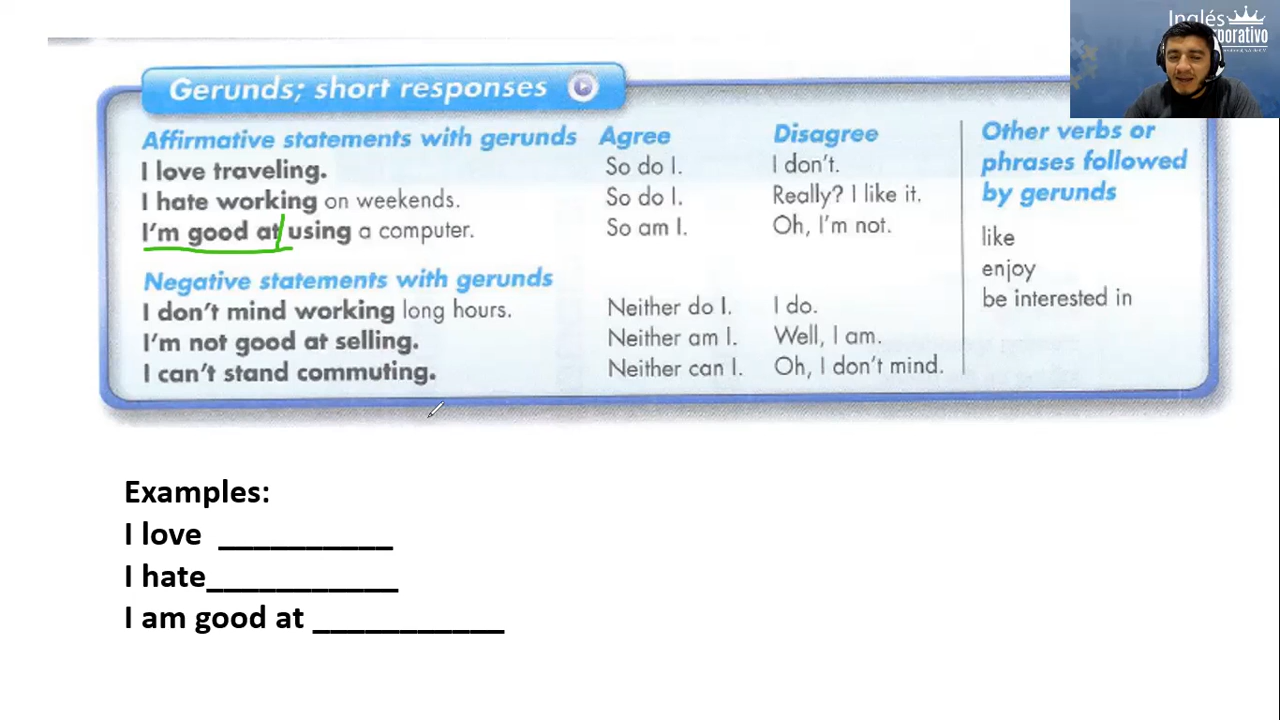 Inglés
Gerunds; short responses
Affirmative statements with gerunds Agree Disagree
I love traveling. So do I. I don't.
I hate working on weekends. So do I. Really? I like it.
I'm good at using a computer. So am I. Oh, I'm not.
Negative statements with gerunds
I don't mind working long hours. Neither do I. I do.
I'm not good at selling. Neither am I. Well, I am.
I can't stand commuting. Neither can I. Oh, I don't mind.
Other verbs or
phrases followed
by gerunds
like
enjoy
be interested in
Examples:
I love __________
I hate___________
I am good at ___________